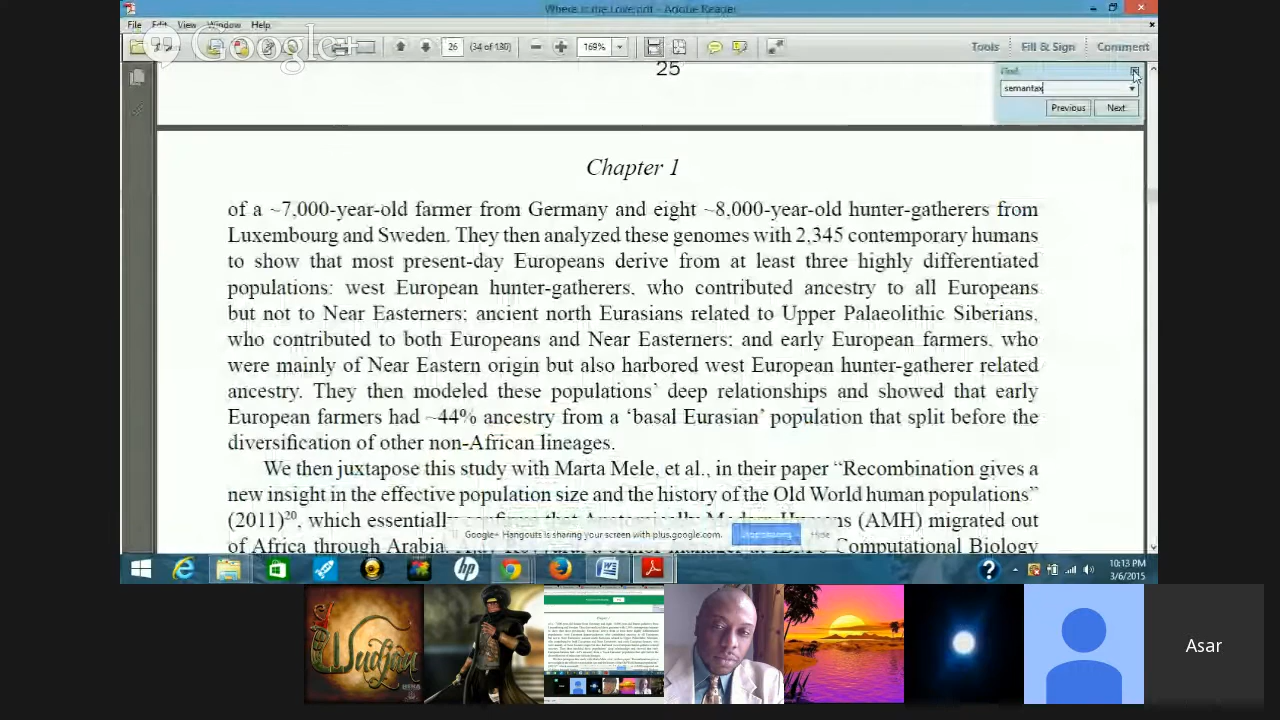 Where is the Love.pdf - Adobe Reader
File Edit View Window Help
Google+
26 (34 of 180) 169% Tools Fill & Sign Comment
25
Find
semantax
Previous Next
Chapter 1
of a ~7,000-year-old farmer from Germany and eight ~8,000-year-old hunter-gatherers from
Luxembourg and Sweden. They then analyzed these genomes with 2,345 contemporary humans
to show that most present-day Europeans derive from at least three highly differentiated
populations: west European hunter-gatherers, who contributed ancestry to all Europeans
but not to Near Easterners; ancient north Eurasians related to Upper Palaeolithic Siberians,
who contributed to both Europeans and Near Easterners; and early European farmers, who
were mainly of Near Eastern origin but also harbored west European hunter-gatherer related
ancestry. They then modeled these populations' deep relationships and showed that early
European farmers had ~44% ancestry from a 'basal Eurasian' population that split before the
diversification of other non-African lineages.
We then juxtapose this study with Marta Mele, et al., in their paper “Recombination gives a
new insight in the effective population size and the history of the Old World human populations”
(2011)20, which essentially Humans (AMH) migrated out
Google+ Hangouts is sharing your screen with plus.google.com. Hide
of Africa through Arabia. Computational Biology
10:13 PM
3/6/2015
Asar